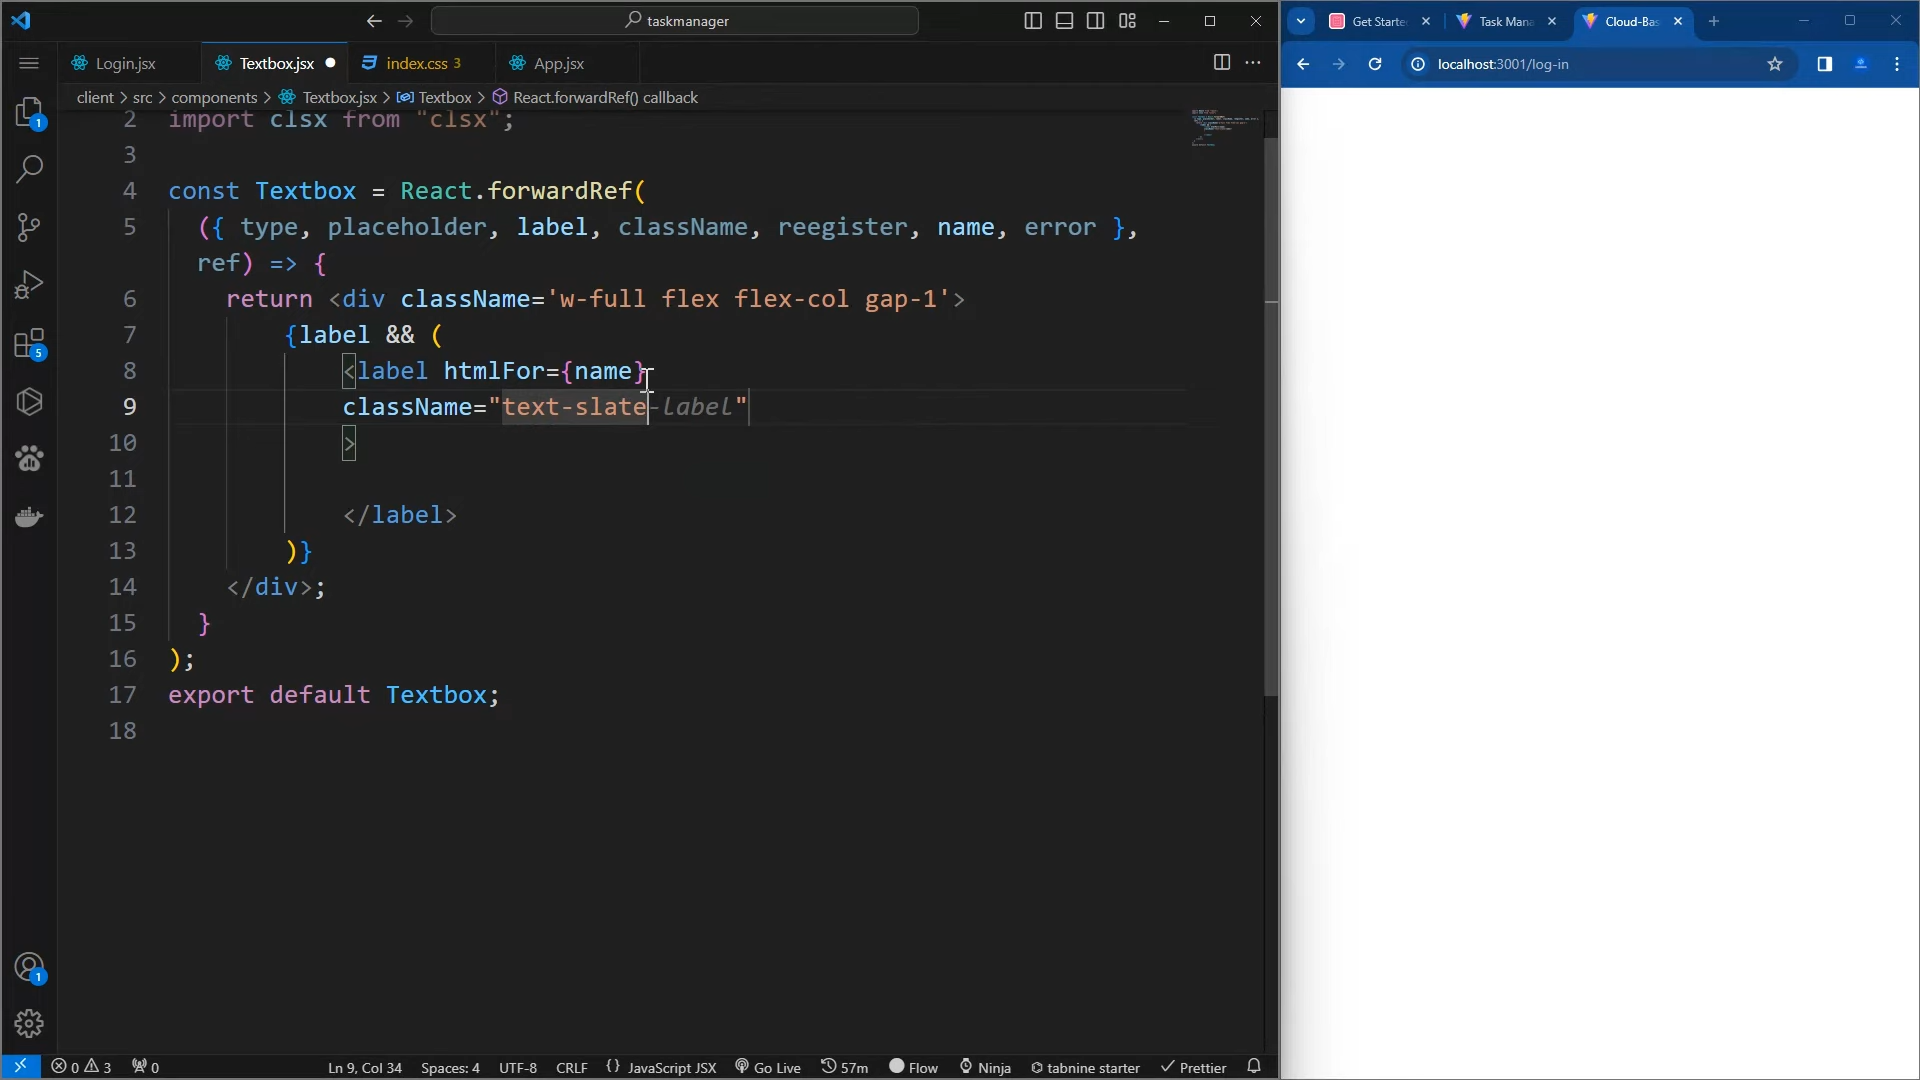 taskmanager
Login.jsx
Textbox.jsx
index.css 3
App.jsx
client > src > components > Textbox.jsx > Textbox > React.forwardRef() callback
2 import clsx from "clsx";
3
4 const Textbox = React.forwardRef(
5 ({ type, placeholder, label, className, reegister, name, error },
ref) => {
6 return <div className='w-full flex flex-col gap-1'>
7 {label && (
8 <label htmlFor={name}
9 className="text-slate-label"
10 >
11
12 </label>
13 )}
14 </div>;
15 }
16 );
17 export default Textbox;
18
1
5
1
0 3 0 Ln 9, Col 34 Spaces: 4 UTF-8 CRLF {} JavaScript JSX Go Live 57m Flow Ninja tabnine starter Prettier
Get Starte
Task Mana
Cloud-Bas
localhost:3001/log-in